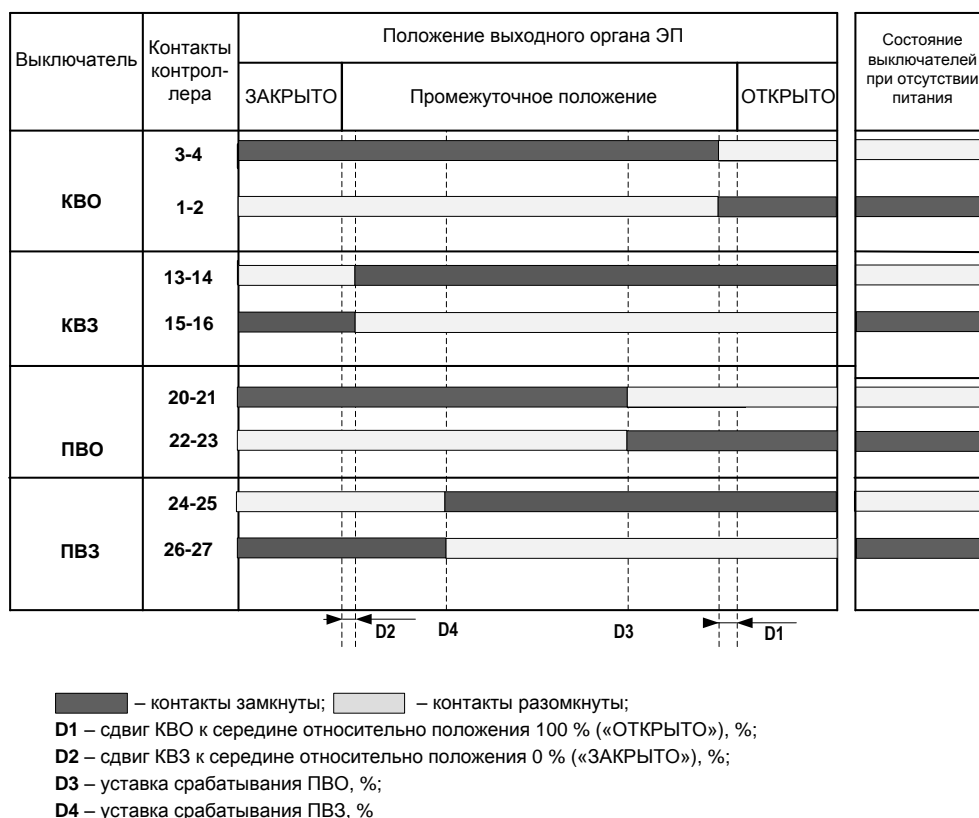 Выключатель
Контакты
контрол-
лера
Положение выходного органа ЭП
ЗАКРЫТО
Промежуточное положение
ОТКРЫТО
Состояние
выключателей
при отсутствии
питания
КВО
3-4
1-2
КВЗ
13-14
15-16
ПВО
20-21
22-23
ПВЗ
24-25
26-27
D2
D4
D3
D1
– контакты замкнуты; – контакты разомкнуты;
D1 – сдвиг КВО к середине относительно положения 100 % («ОТКРЫТО»), %;
D2 – сдвиг КВЗ к середине относительно положения 0 % («ЗАКРЫТО»), %;
D3 – уставка срабатывания ПВО, %;
D4 – уставка срабатывания ПВЗ, %